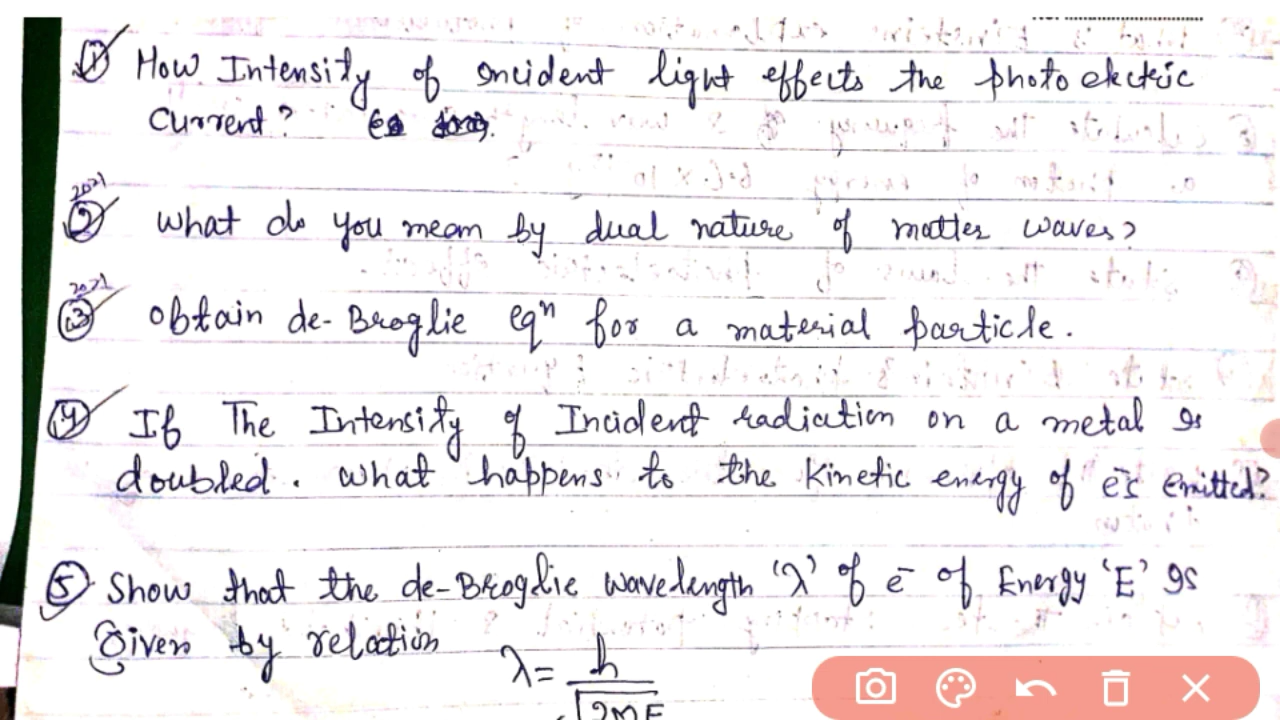 ① How Intensity of Incident light effects the photo electric
Current?
2021
② What do you mean by dual nature of matter waves?
2021
③ obtain de-Broglie eqⁿ for a material particle.
④ If The Intensity of Incident radiation on a metal Is
doubled. what happens to the Kinetic energy of e⁻s emitted?
⑤ Show that the de-Broglie wavelength 'λ' of e⁻ of Energy 'E' Is
Given by relation λ = h / √2mE